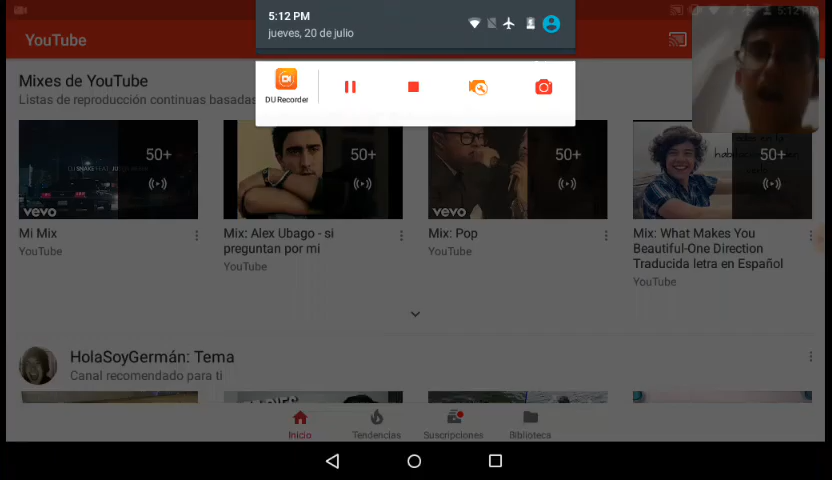 5:12 PM
jueves, 20 de julio
5:12 PM
YouTube
DU Recorder
Mixes de YouTube
Listas de reproducción continuas basadas
50+
50+
50+
50+
vevo
vevo
Mi Mix
YouTube
Mix: Alex Ubago - si
preguntan por mi
YouTube
Mix: Pop
YouTube
Mix: What Makes You
Beautiful-One Direction
Traducida letra en Español
YouTube
HolaSoyGermán: Tema
Canal recomendado para ti
Inicio
Tendencias
Suscripciones
Biblioteca